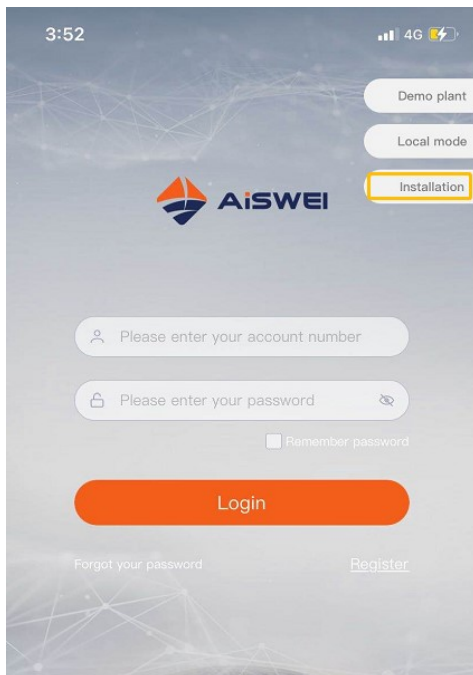 3:52
4G
Demo plant
Local mode
Installation
AiSWEI
Please enter your account number
Please enter your password
Remember password
Login
Forgot your password
Register